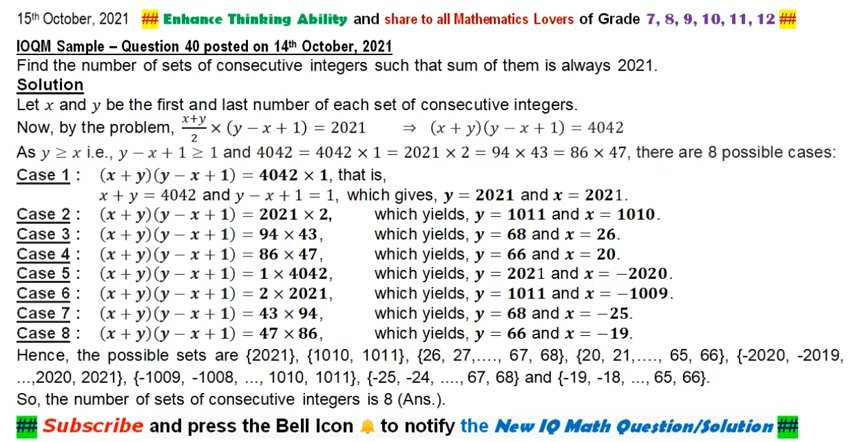 15th October, 2021 ## Enhance Thinking Ability and share to all Mathematics Lovers of Grade 7, 8, 9, 10, 11, 12 ##
IOQM Sample – Question 40 posted on 14th October, 2021
Find the number of sets of consecutive integers such that sum of them is always 2021.
Solution
Let x and y be the first and last number of each set of consecutive integers.
Now, by the problem, (x+y)/2 × (y − x + 1) = 2021 ⇒ (x + y)(y − x + 1) = 4042
As y ≥ x i.e., y − x + 1 ≥ 1 and 4042 = 4042 × 1 = 2021 × 2 = 94 × 43 = 86 × 47, there are 8 possible cases:
Case 1 : (x + y)(y − x + 1) = 4042 × 1, that is,
x + y = 4042 and y − x + 1 = 1, which gives, y = 2021 and x = 2021.
Case 2 : (x + y)(y − x + 1) = 2021 × 2, which yields, y = 1011 and x = 1010.
Case 3 : (x + y)(y − x + 1) = 94 × 43, which yields, y = 68 and x = 26.
Case 4 : (x + y)(y − x + 1) = 86 × 47, which yields, y = 66 and x = 20.
Case 5 : (x + y)(y − x + 1) = 1 × 4042, which yields, y = 2021 and x = −2020.
Case 6 : (x + y)(y − x + 1) = 2 × 2021, which yields, y = 1011 and x = −1009.
Case 7 : (x + y)(y − x + 1) = 43 × 94, which yields, y = 68 and x = −25.
Case 8 : (x + y)(y − x + 1) = 47 × 86, which yields, y = 66 and x = −19.
Hence, the possible sets are {2021}, {1010, 1011}, {26, 27,...., 67, 68}, {20, 21,...., 65, 66}, {-2020, -2019,
...,2020, 2021}, {-1009, -1008, ..., 1010, 1011}, {-25, -24, ...., 67, 68} and {-19, -18, ..., 65, 66}.
So, the number of sets of consecutive integers is 8 (Ans.).
## Subscribe and press the Bell Icon 🔔 to notify the New IQ Math Question/Solution ##